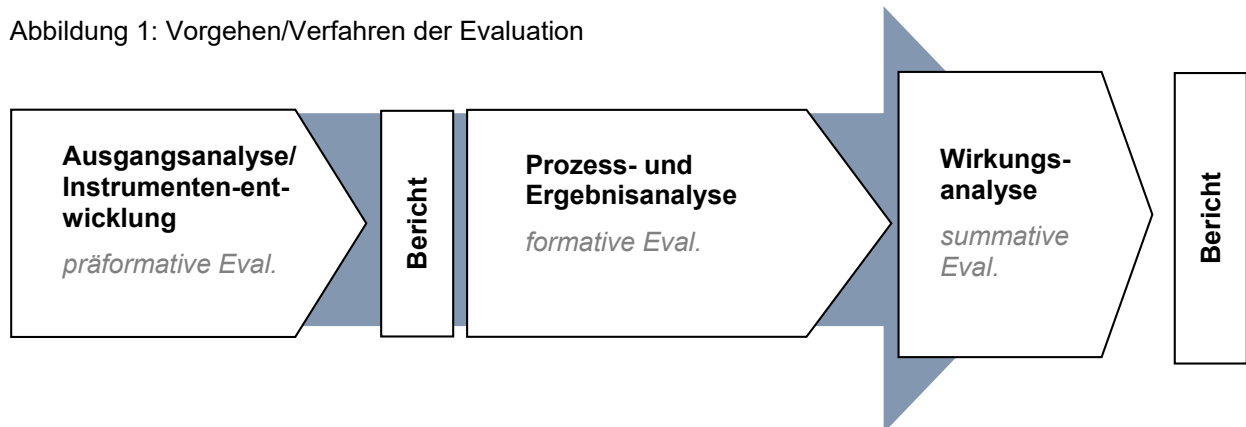 Abbildung 1: Vorgehen/Verfahren der Evaluation
Ausgangsanalyse/
Instrumenten-ent-
wicklung
präformative Eval.
Bericht
Prozess- und
Ergebnisanalyse
formative Eval.
Wirkungs-
analyse
summative
Eval.
Bericht